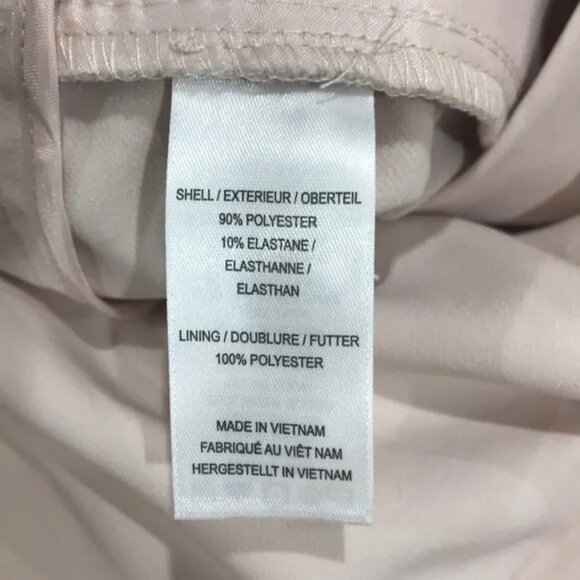 SHELL / EXTERIEUR / OBERTEIL
90% POLYESTER
10% ELASTANE /
ELASTHANNE /
ELASTHAN
LINING / DOUBLURE / FUTTER
100% POLYESTER
MADE IN VIETNAM
FABRIQUÉ AU VIÊT NAM
HERGESTELLT IN VIETNAM